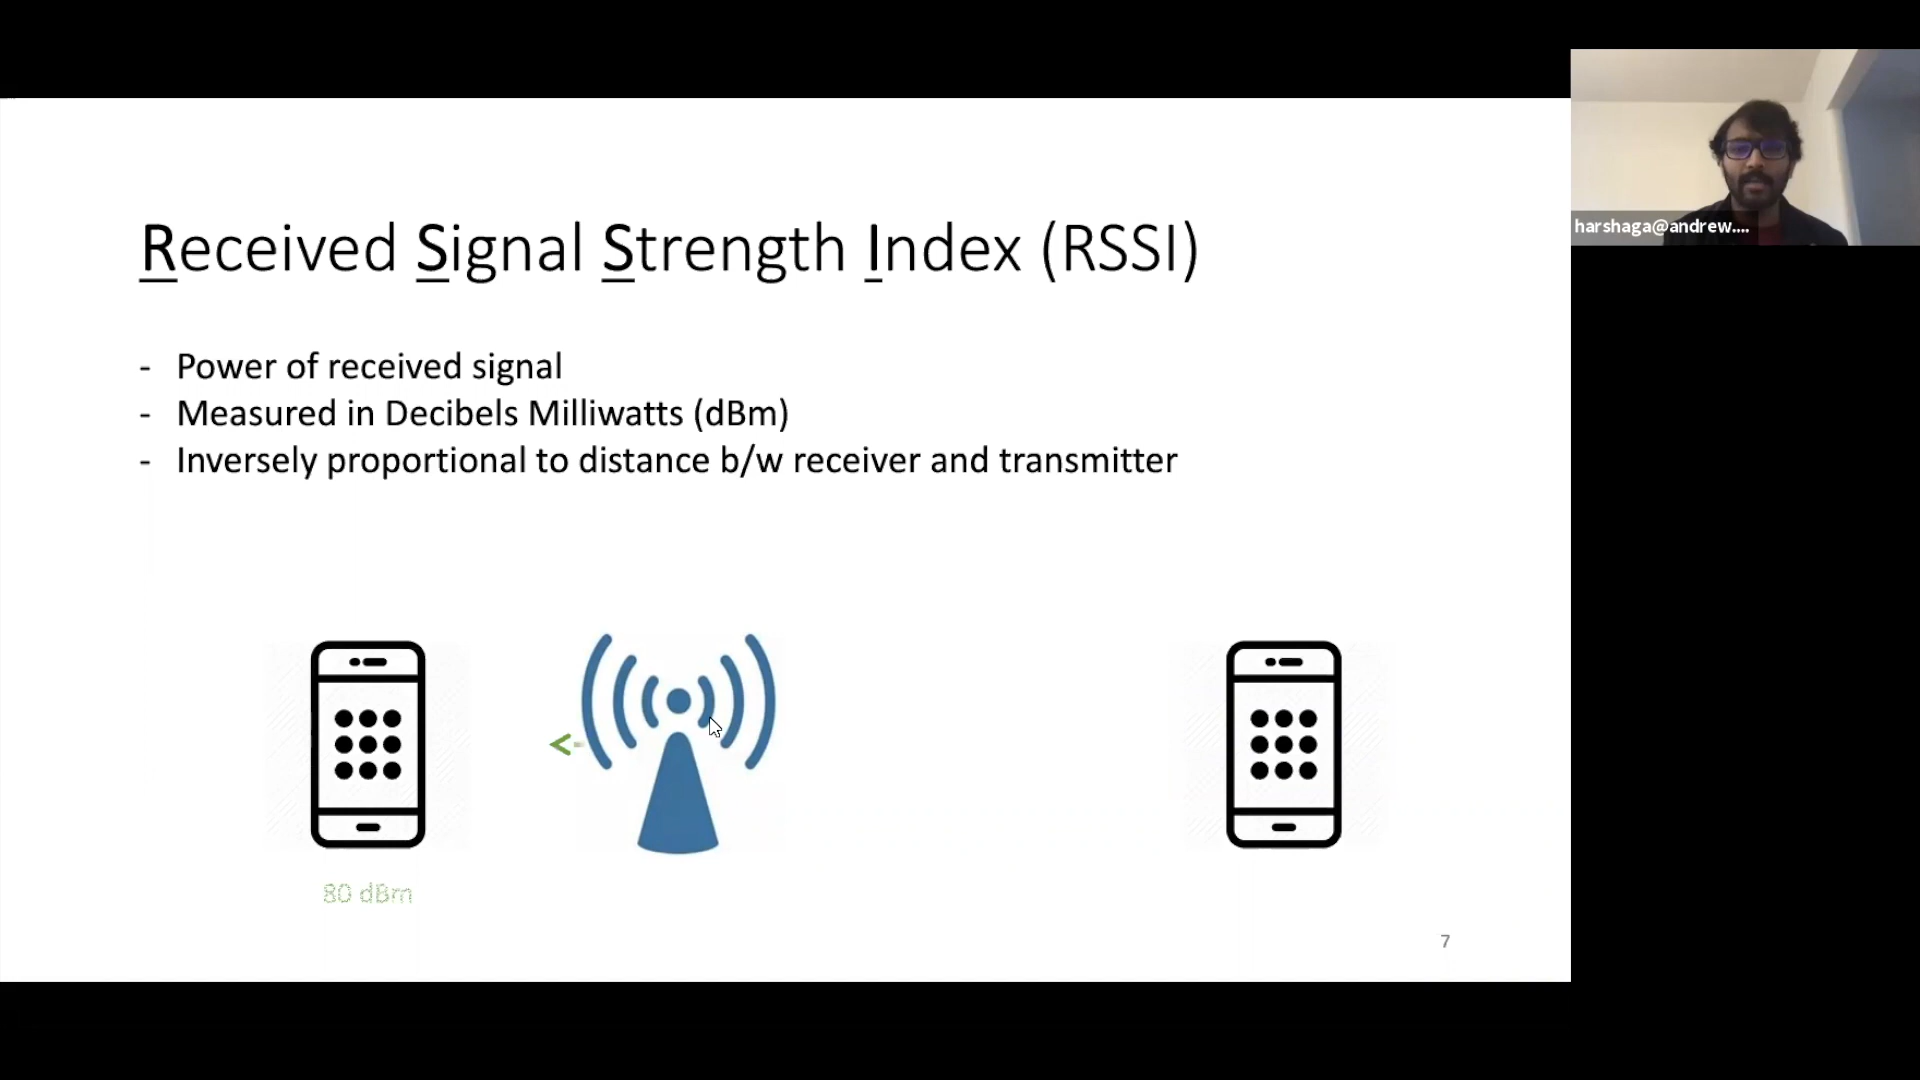 Received Signal Strength Index (RSSI)
- Power of received signal
- Measured in Decibels Milliwatts (dBm)
- Inversely proportional to distance b/w receiver and transmitter
80 dBm
7
harshaga@andrew....